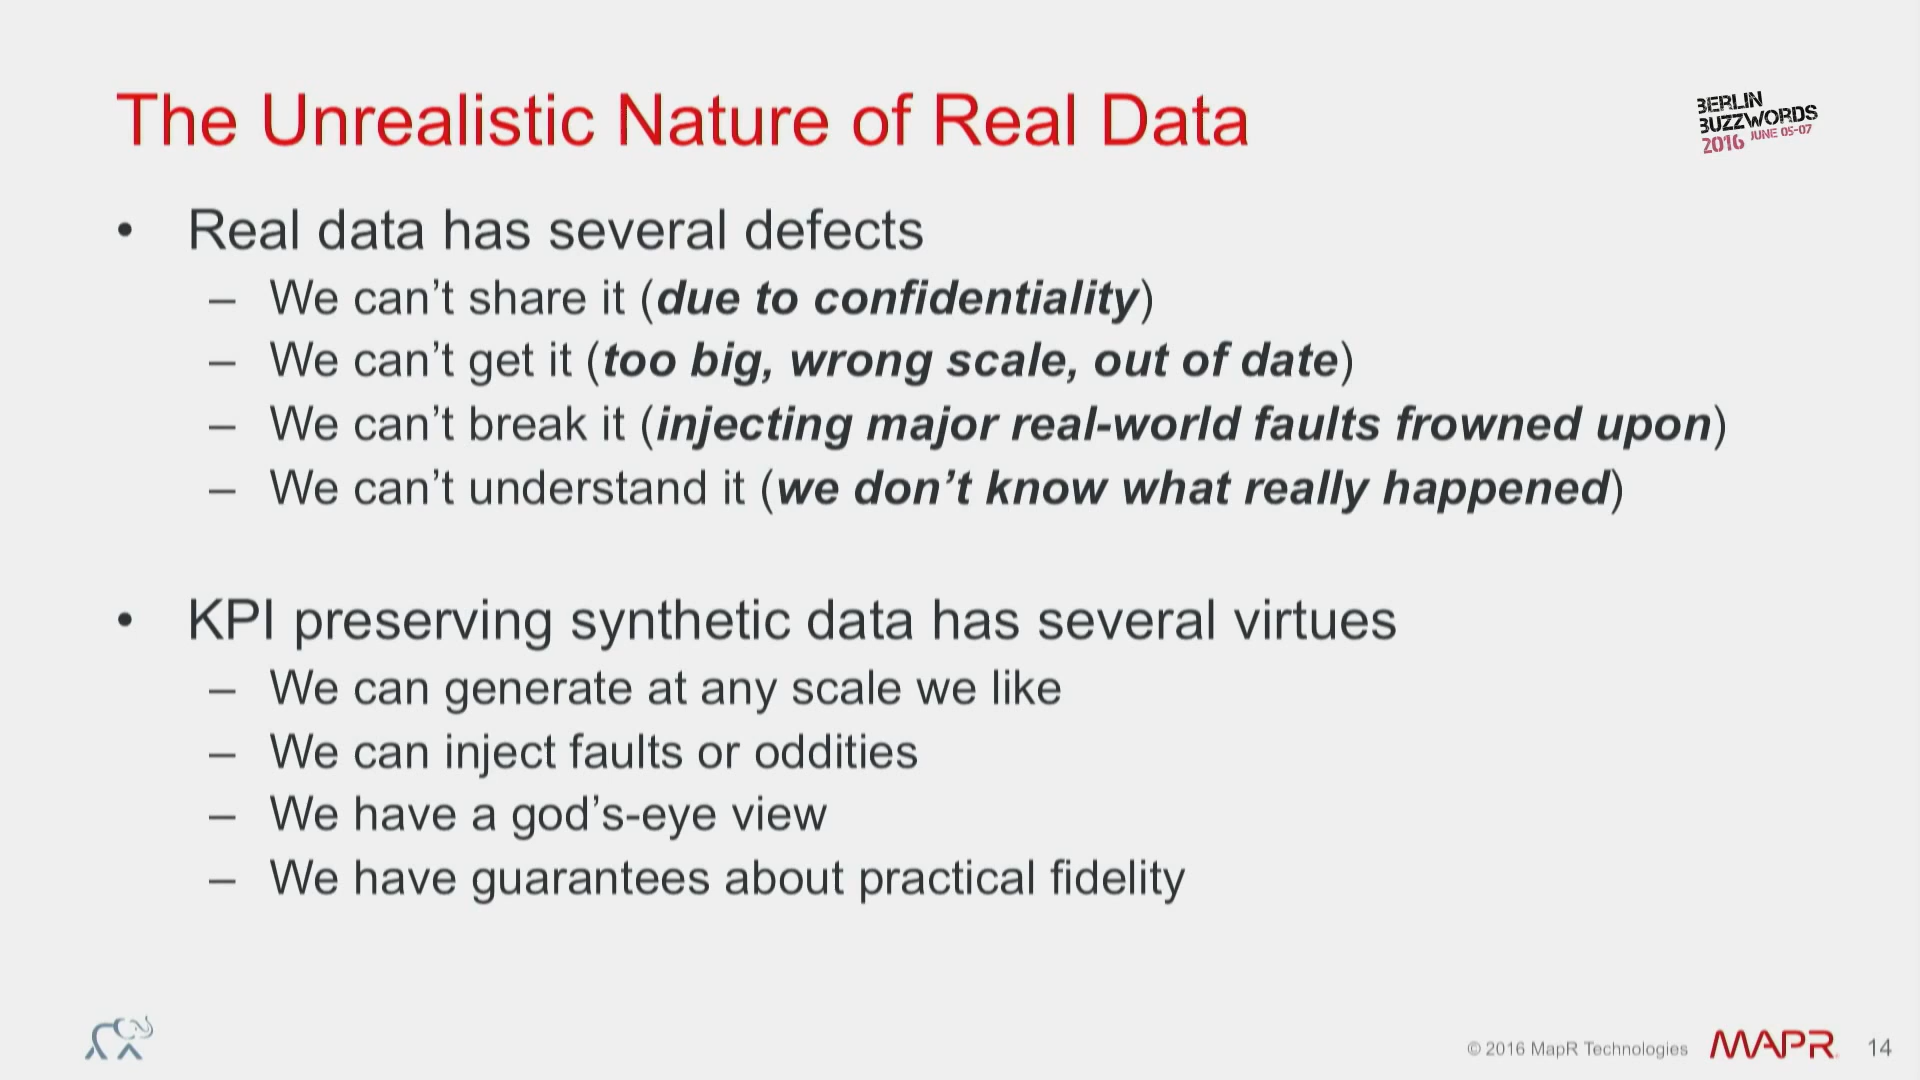 The Unrealistic Nature of Real Data
BERLIN
BUZZWORDS
2016 JUNE 05-07
• Real data has several defects
– We can’t share it (due to confidentiality)
– We can’t get it (too big, wrong scale, out of date)
– We can’t break it (injecting major real-world faults frowned upon)
– We can’t understand it (we don’t know what really happened)
• KPI preserving synthetic data has several virtues
– We can generate at any scale we like
– We can inject faults or oddities
– We have a god’s-eye view
– We have guarantees about practical fidelity
© 2016 MapR Technologies MAPR 14